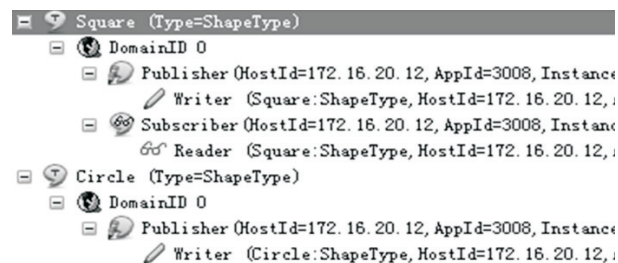 Square (Type=ShapeType)
DomainID 0
Publisher (HostId=172.16.20.12, AppId=3008, Instance
Writer (Square:ShapeType, HostId=172.16.20.12,
Subscriber (HostId=172.16.20.12, AppId=3008, Instanc
Reader (Square:ShapeType, HostId=172.16.20.12,
Circle (Type=ShapeType)
DomainID 0
Publisher (HostId=172.16.20.12, AppId=3008, Instance
Writer (Circle:ShapeType, HostId=172.16.20.12,